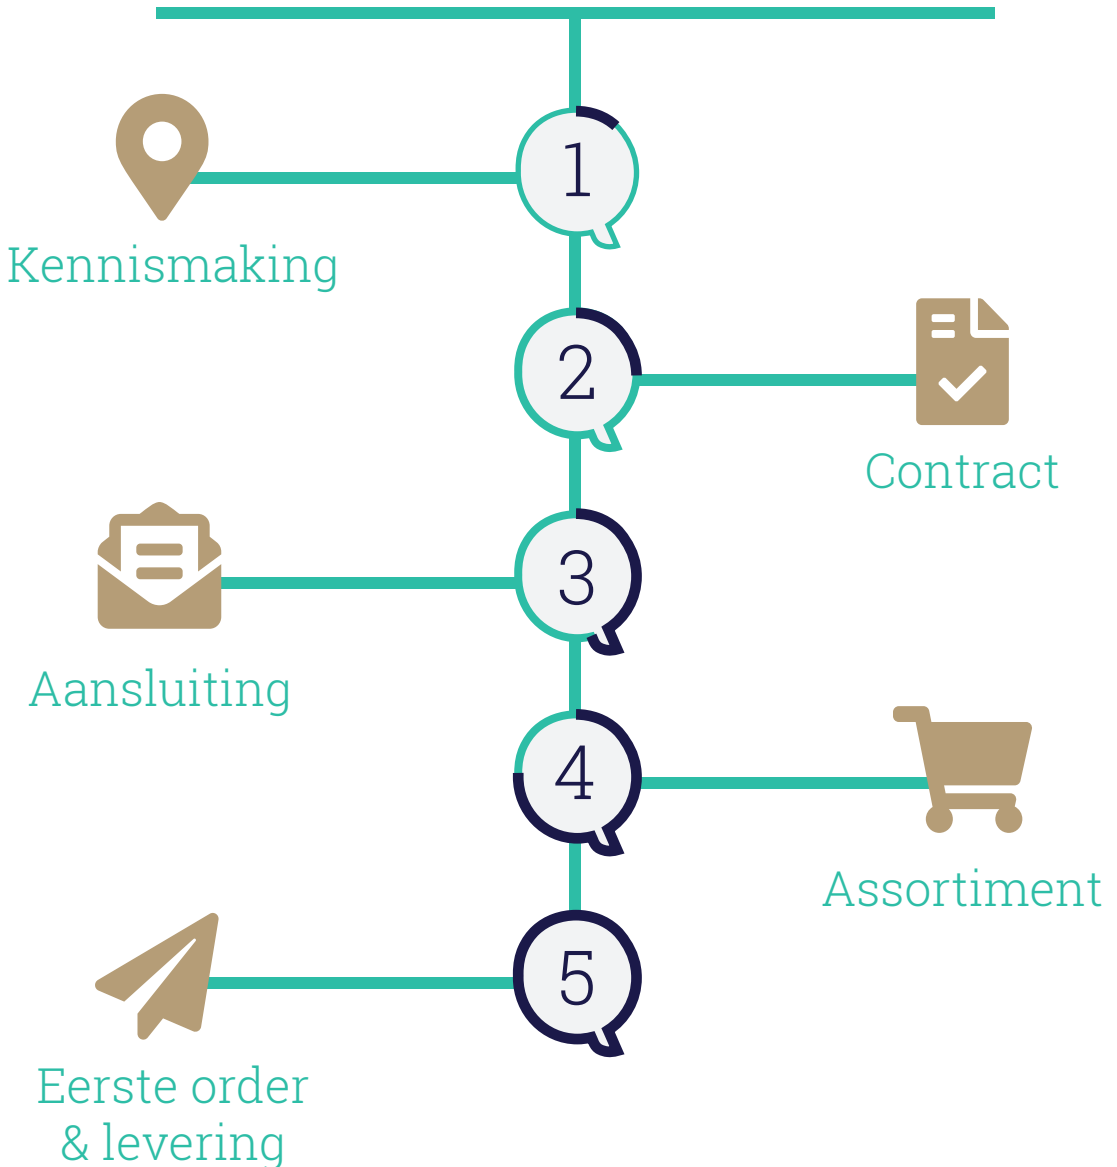 1
Kennismaking
2
Contract
3
Aansluiting
4
Assortiment
5
Eerste order
& levering